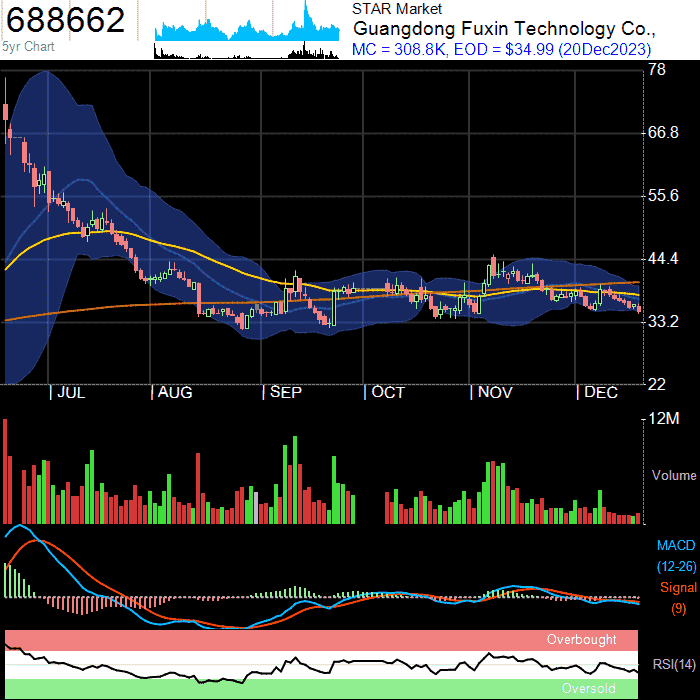 688662
5yr Chart
STAR Market
Guangdong Fuxin Technology Co.,
MC = 308.8K, EOD = $34.99 (20Dec2023)
78
66.8
55.6
44.4
33.2
22
| JUL | AUG | SEP | OCT | NOV | DEC
12M
Volume
MACD
(12-26)
Signal
(9)
Overbought
RSI(14)
Oversold